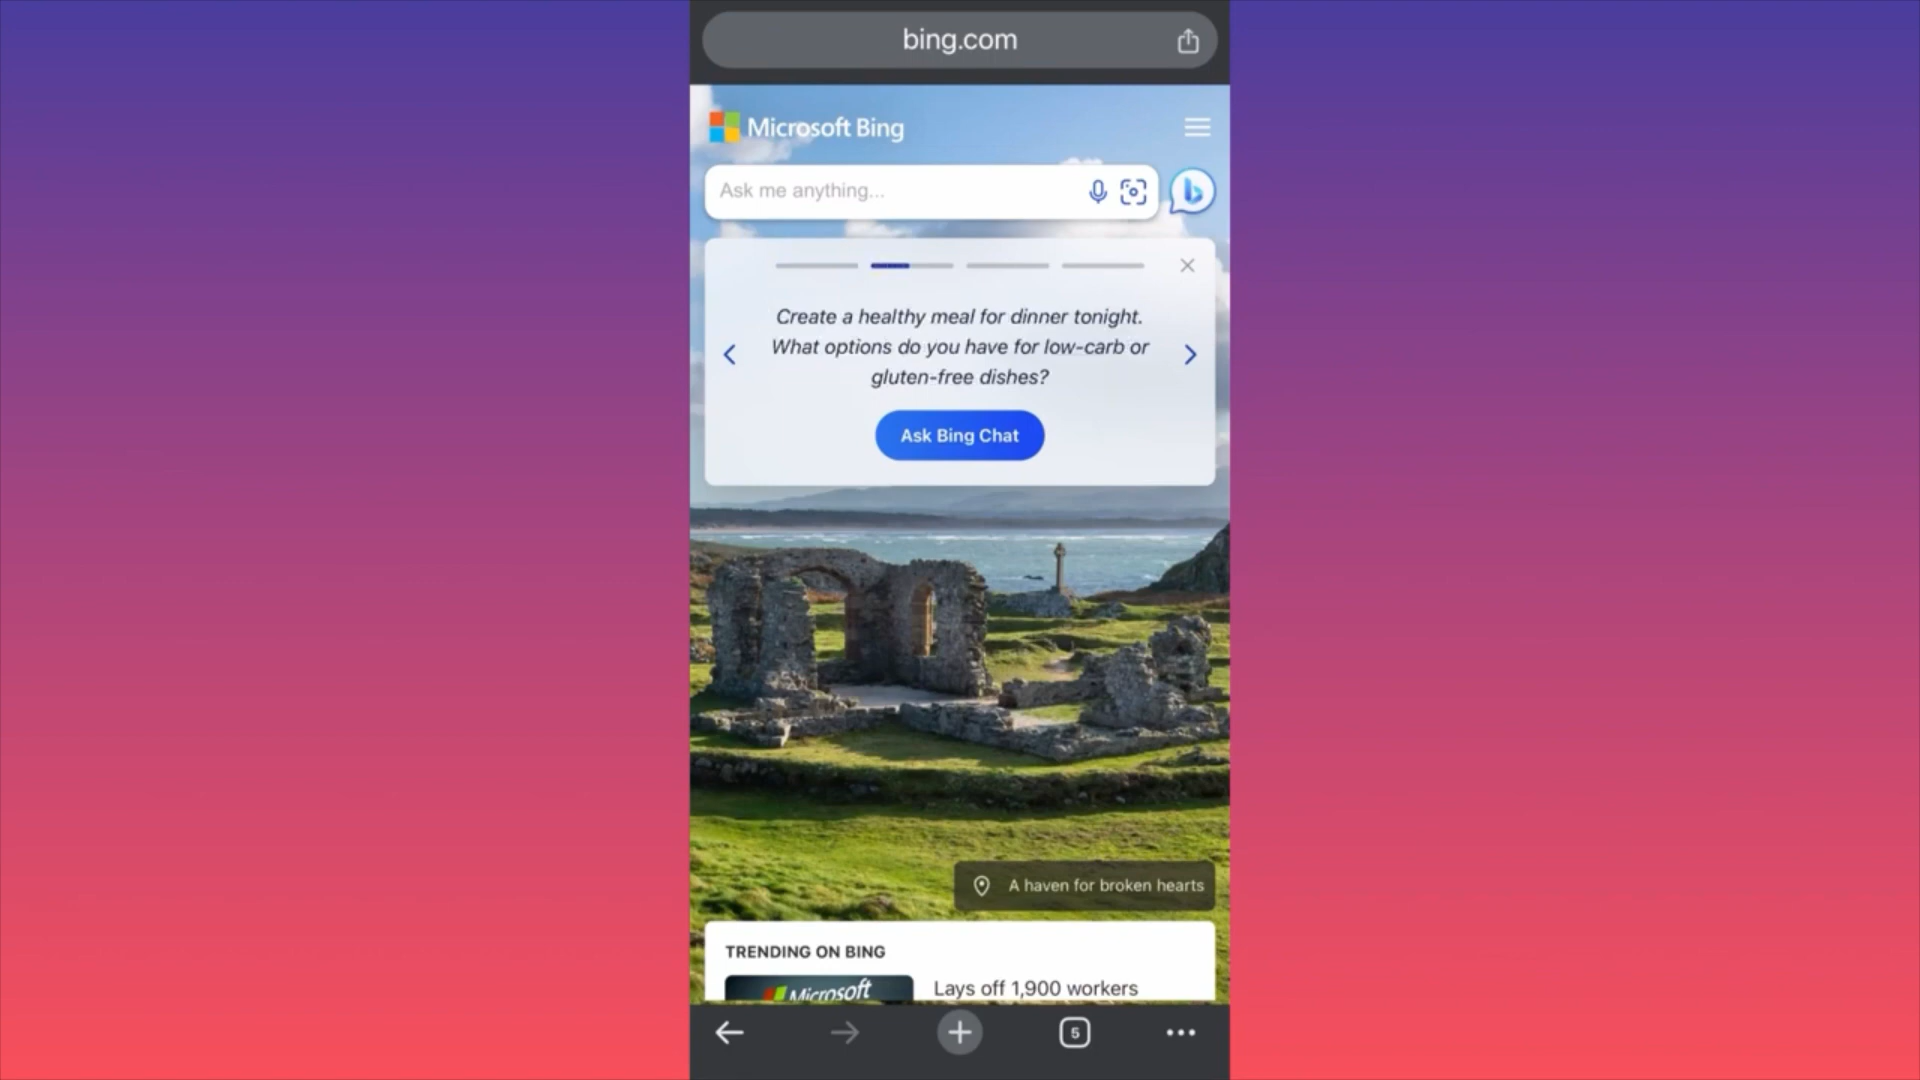 bing.com
Microsoft Bing
Ask me anything...
Create a healthy meal for dinner tonight.
What options do you have for low-carb or
gluten-free dishes?
Ask Bing Chat
A haven for broken hearts
TRENDING ON BING
Microsoft
Lays off 1,900 workers
5